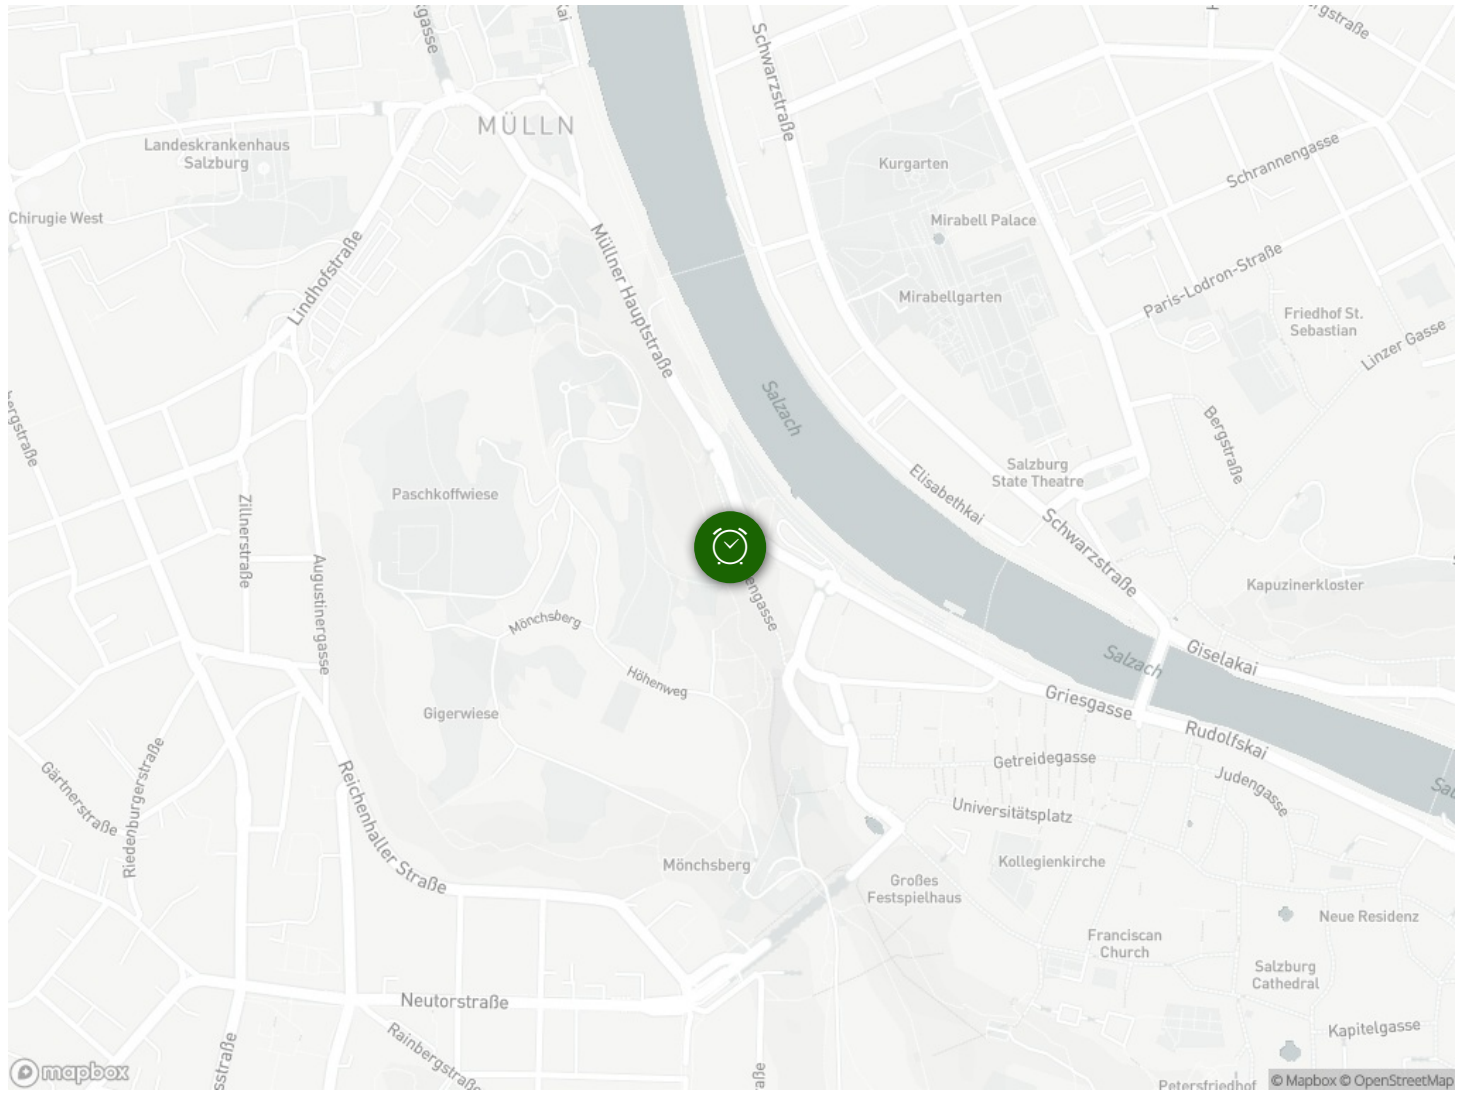 Schwarzstraße
MÜLLN
Landeskrankenhaus
Salzburg
Kurgarten
Schrannengasse
Chirugie West
Mirabell Palace
Lindhofstraße
Müllner Hauptstraße
Paris-Lodron-Straße
Mirabellgarten
Friedhof St.
Sebastian
Linzer Gasse
Salzach
Bergstraße
Salzburg
State Theatre
Elisabethkai
Paschkoffwiese
Zillnerstraße
Schwarzstraße
Augustinergasse
Kapuzinerkloster
Mönchsberg
Höhenweg
Salzach
Giselakai
Gigerwiese
Griesgasse
Rudolfskai
Getreidegasse
Judengasse
Gärtnerstraße
Riedenburgerstraße
Reichenhaller Straße
Universitätsplatz
Mönchsberg
Kollegienkirche
Großes
Festspielhaus
Neue Residenz
Franciscan
Church
Salzburg
Cathedral
Neutorstraße
Rainbergstraße
Kapitelgasse
Petersfriedhof
mapbox
© Mapbox © OpenStreetMap